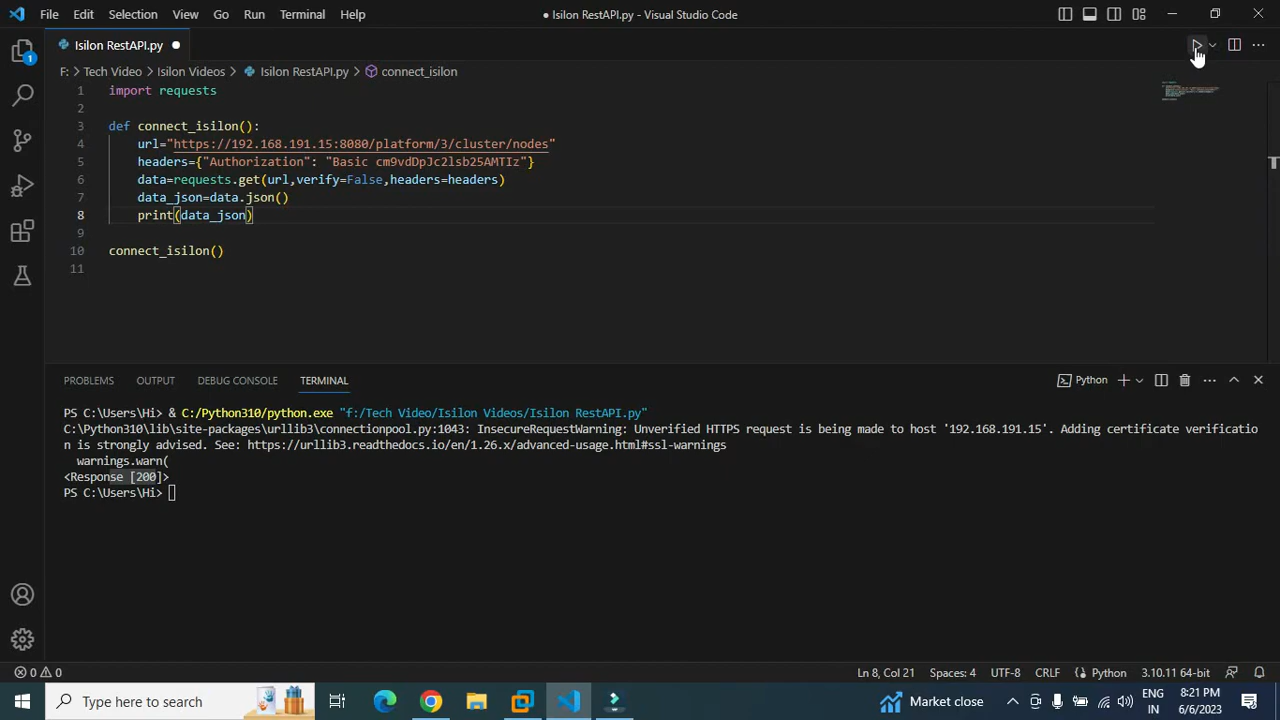 File Edit Selection View Go Run Terminal Help
● Isilon RestAPI.py - Visual Studio Code
Isilon RestAPI.py ●
F: > Tech Video > Isilon Videos > Isilon RestAPI.py > connect_isilon
1 import requests
2
3 def connect_isilon():
4 url="https://192.168.191.15:8080/platform/3/cluster/nodes"
5 headers={"Authorization": "Basic cm9vdDpJc2lsb25AMTIz"}
6 data=requests.get(url,verify=False,headers=headers)
7 data_json=data.json()
8 print(data_json)
9
10 connect_isilon()
11
1
PROBLEMS OUTPUT DEBUG CONSOLE TERMINAL
Python
PS C:\Users\Hi> & C:/Python310/python.exe "f:/Tech Video/Isilon Videos/Isilon RestAPI.py"
C:\Python310\lib\site-packages\urllib3\connectionpool.py:1043: InsecureRequestWarning: Unverified HTTPS request is being made to host '192.168.191.15'. Adding certificate verificatio
n is strongly advised. See: https://urllib3.readthedocs.io/en/1.26.x/advanced-usage.html#ssl-warnings
warnings.warn(
<Response [200]>
PS C:\Users\Hi>
0 0
Ln 8, Col 21 Spaces: 4 UTF-8 CRLF Python 3.10.11 64-bit
Type here to search
Market close
ENG
IN
8:21 PM
6/6/2023